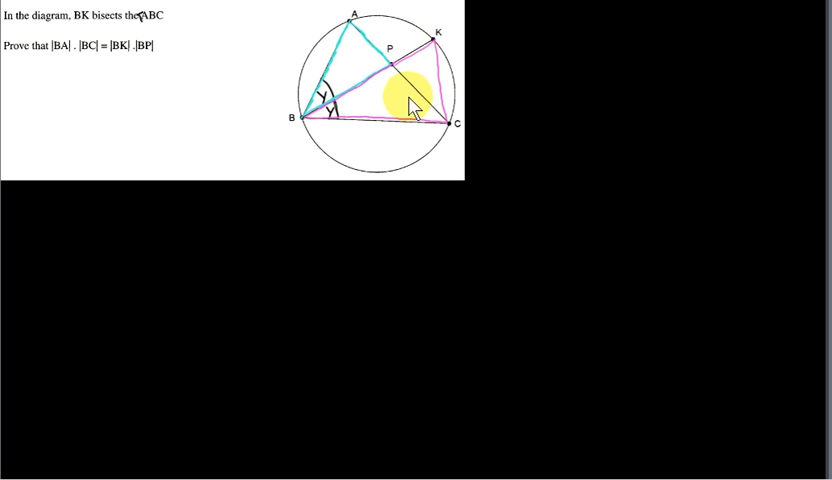 In the diagram, BK bisects the ∠ABC
Prove that |BA| . |BC| = |BK| .|BP|
A
K
P
B
C
Y
Y